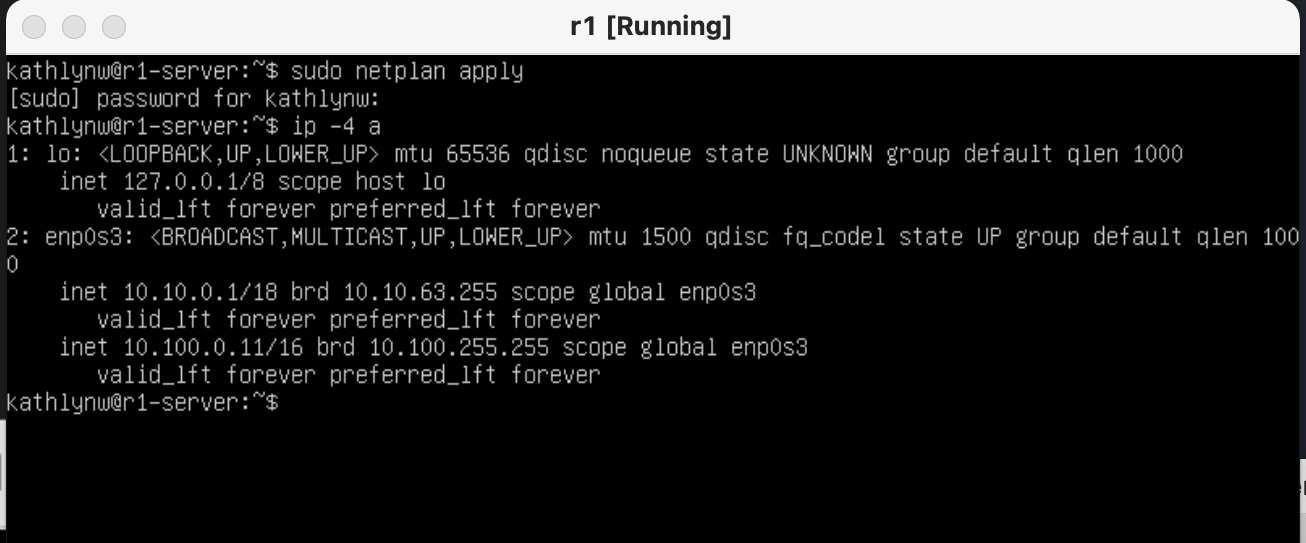 r1 [Running]
kathlynw@r1-server:~$ sudo netplan apply
[sudo] password for kathlynw:
kathlynw@r1-server:~$ ip -4 a
1: lo: <LOOPBACK,UP,LOWER_UP> mtu 65536 qdisc noqueue state UNKNOWN group default qlen 1000
    inet 127.0.0.1/8 scope host lo
       valid_lft forever preferred_lft forever
2: enp0s3: <BROADCAST,MULTICAST,UP,LOWER_UP> mtu 1500 qdisc fq_codel state UP group default qlen 100
0
    inet 10.10.0.1/18 brd 10.10.63.255 scope global enp0s3
       valid_lft forever preferred_lft forever
    inet 10.100.0.11/16 brd 10.100.255.255 scope global enp0s3
       valid_lft forever preferred_lft forever
kathlynw@r1-server:~$